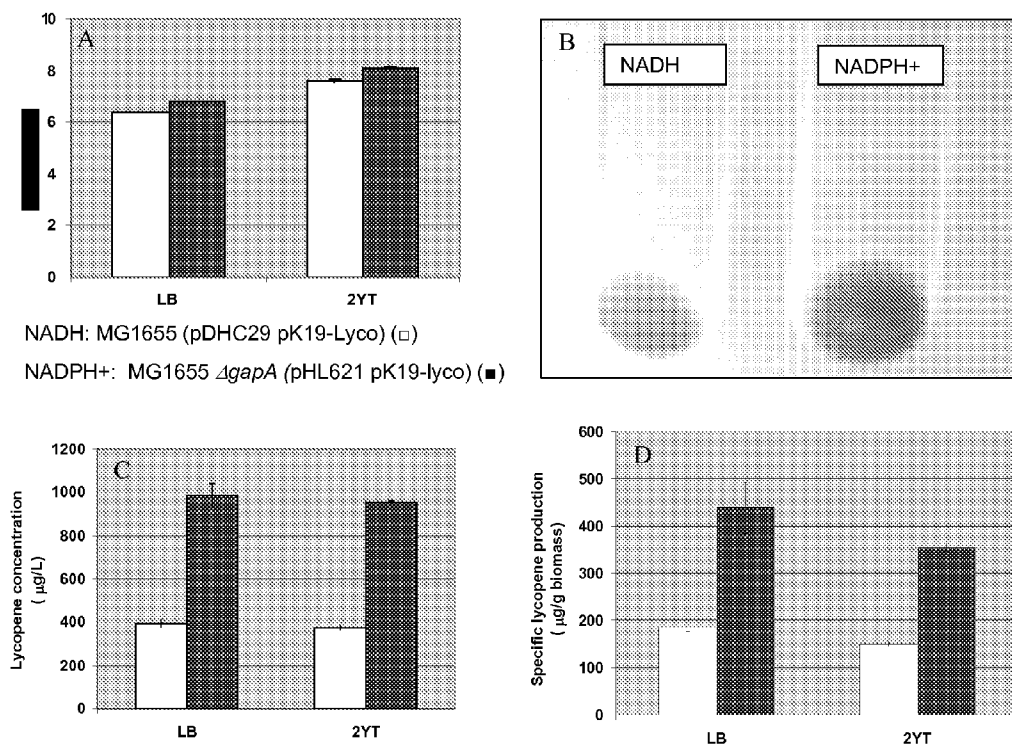 A
10
8
6
4
2
0
LB
2YT
NADH: MG1655 (pDHC29 pK19-Lyco) (□)
NADPH+: MG1655 ΔgapA (pHL621 pK19-lyco) (■)
B
NADH
NADPH+
C
Lycopene concentration
( µg/L)
1200
1000
800
600
400
200
0
LB
2YT
D
Specific lycopene production
( µg/g biomass)
600
500
400
300
200
100
0
LB
2YT